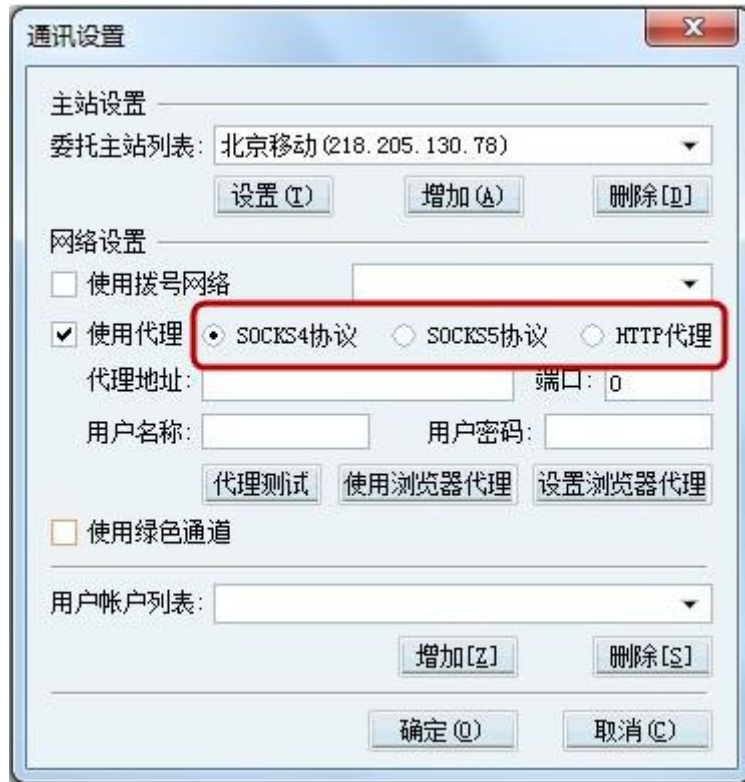 通讯设置
主站设置
委托主站列表: 北京移动(218.205.130.78)
设置(T) 增加(A) 删除[D]
网络设置
使用拨号网络
使用代理 SOCKS4协议 SOCKS5协议 HTTP代理
代理地址: 端口: 0
用户名称: 用户密码:
代理测试 使用浏览器代理 设置浏览器代理
使用绿色通道
用户帐户列表:
增加[Z] 删除[S]
确定(O) 取消(C)